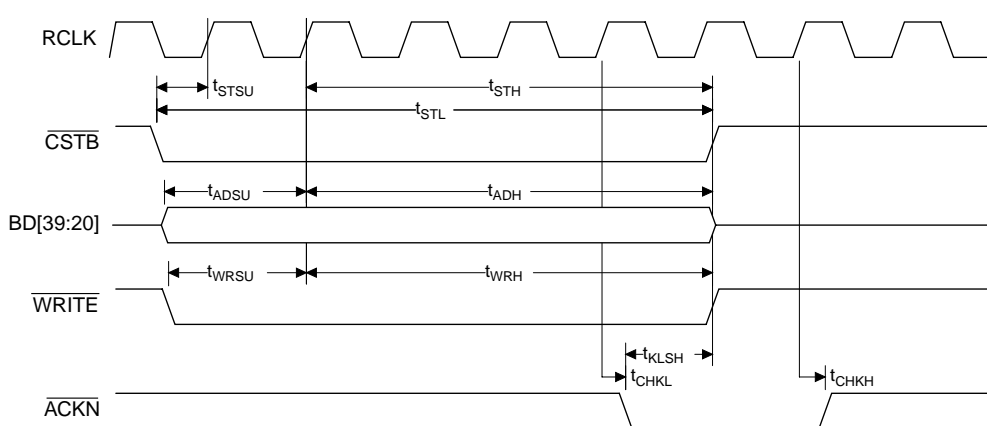 RCLK
tSTSU
tSTH
tSTL
CSTB
tADSU
tADH
BD[39:20]
tWRSU
tWRH
WRITE
tKLSH
tCHKL
tCHKH
ACKN